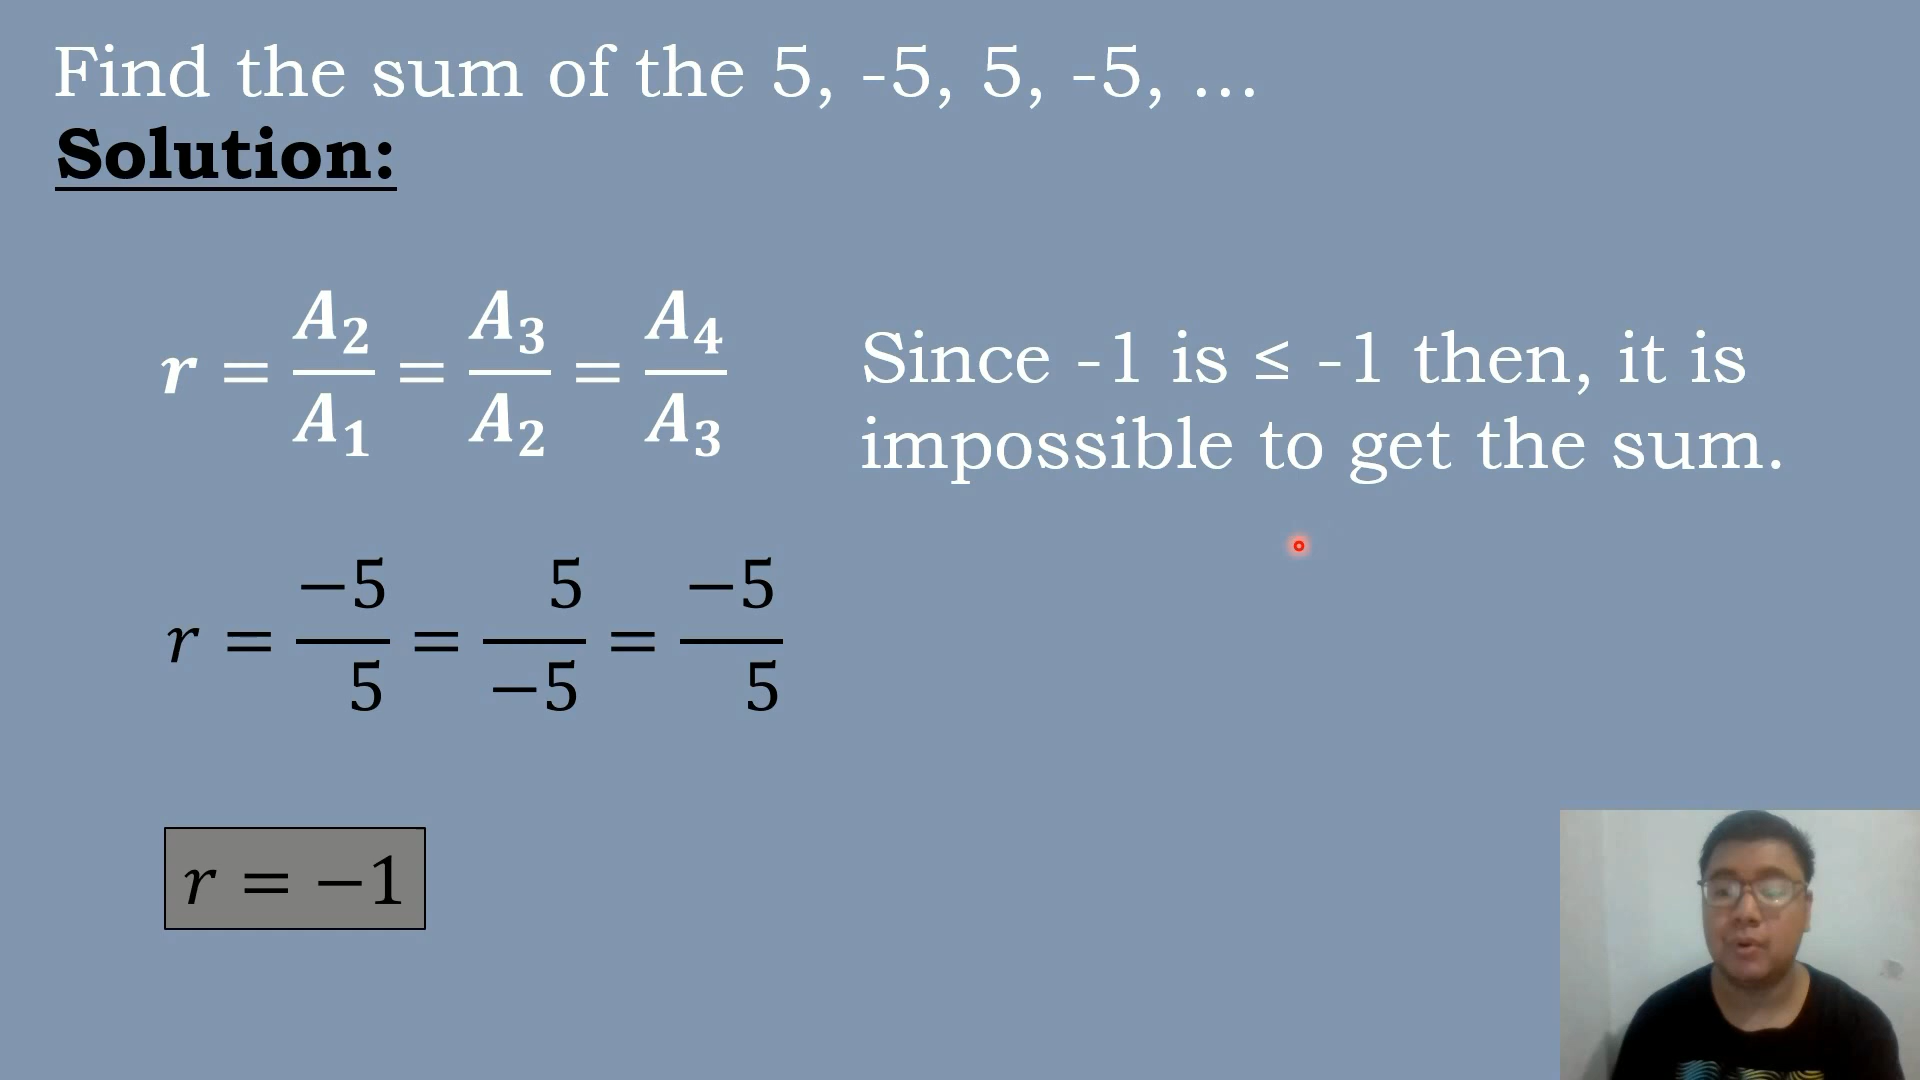 Find the sum of the 5, -5, 5, -5, …
Solution:
r = A₂/A₁ = A₃/A₂ = A₄/A₃
Since -1 is ≤ -1 then, it is
impossible to get the sum.
r = −5/5 = 5/−5 = −5/5
r = −1